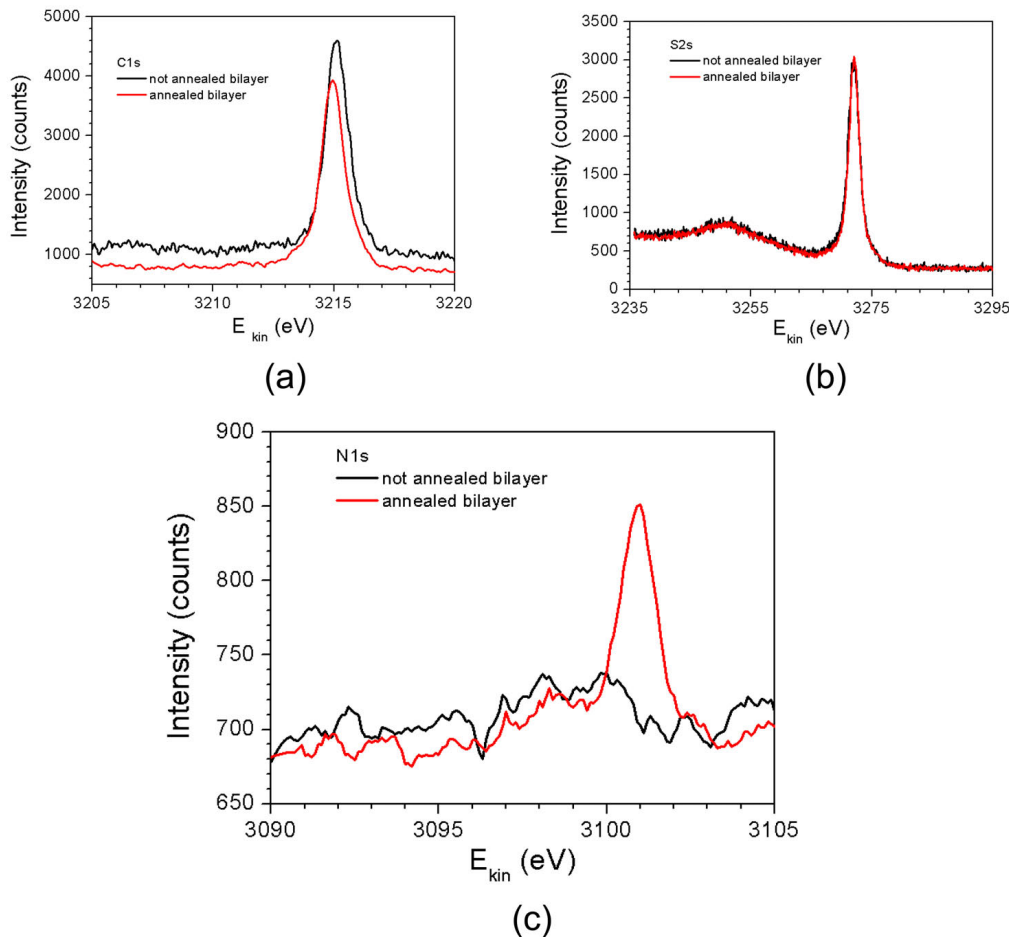 C1s
not annealed bilayer
annealed bilayer
Intensity (counts)
5000
4000
3000
2000
1000
3205
3210
3215
3220
E kin (eV)
(a)
S2s
not annealed bilayer
annealed bilayer
Intensity (counts)
3500
3000
2500
2000
1500
1000
500
0
3235
3255
3275
3295
E kin (eV)
(b)
N1s
not annealed bilayer
annealed bilayer
Intensity (counts)
900
850
800
750
700
650
3090
3095
3100
3105
E kin (eV)
(c)